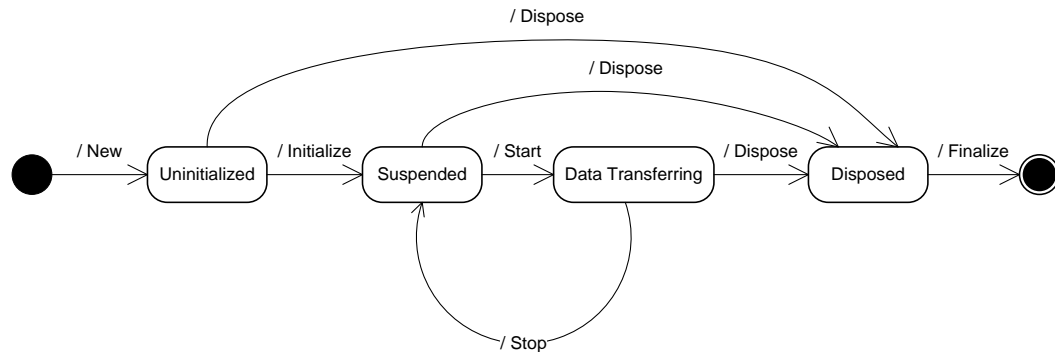 / Dispose
/ Dispose
/ New
Uninitialized
/ Initialize
Suspended
/ Start
Data Transferring
/ Dispose
Disposed
/ Finalize
/ Stop